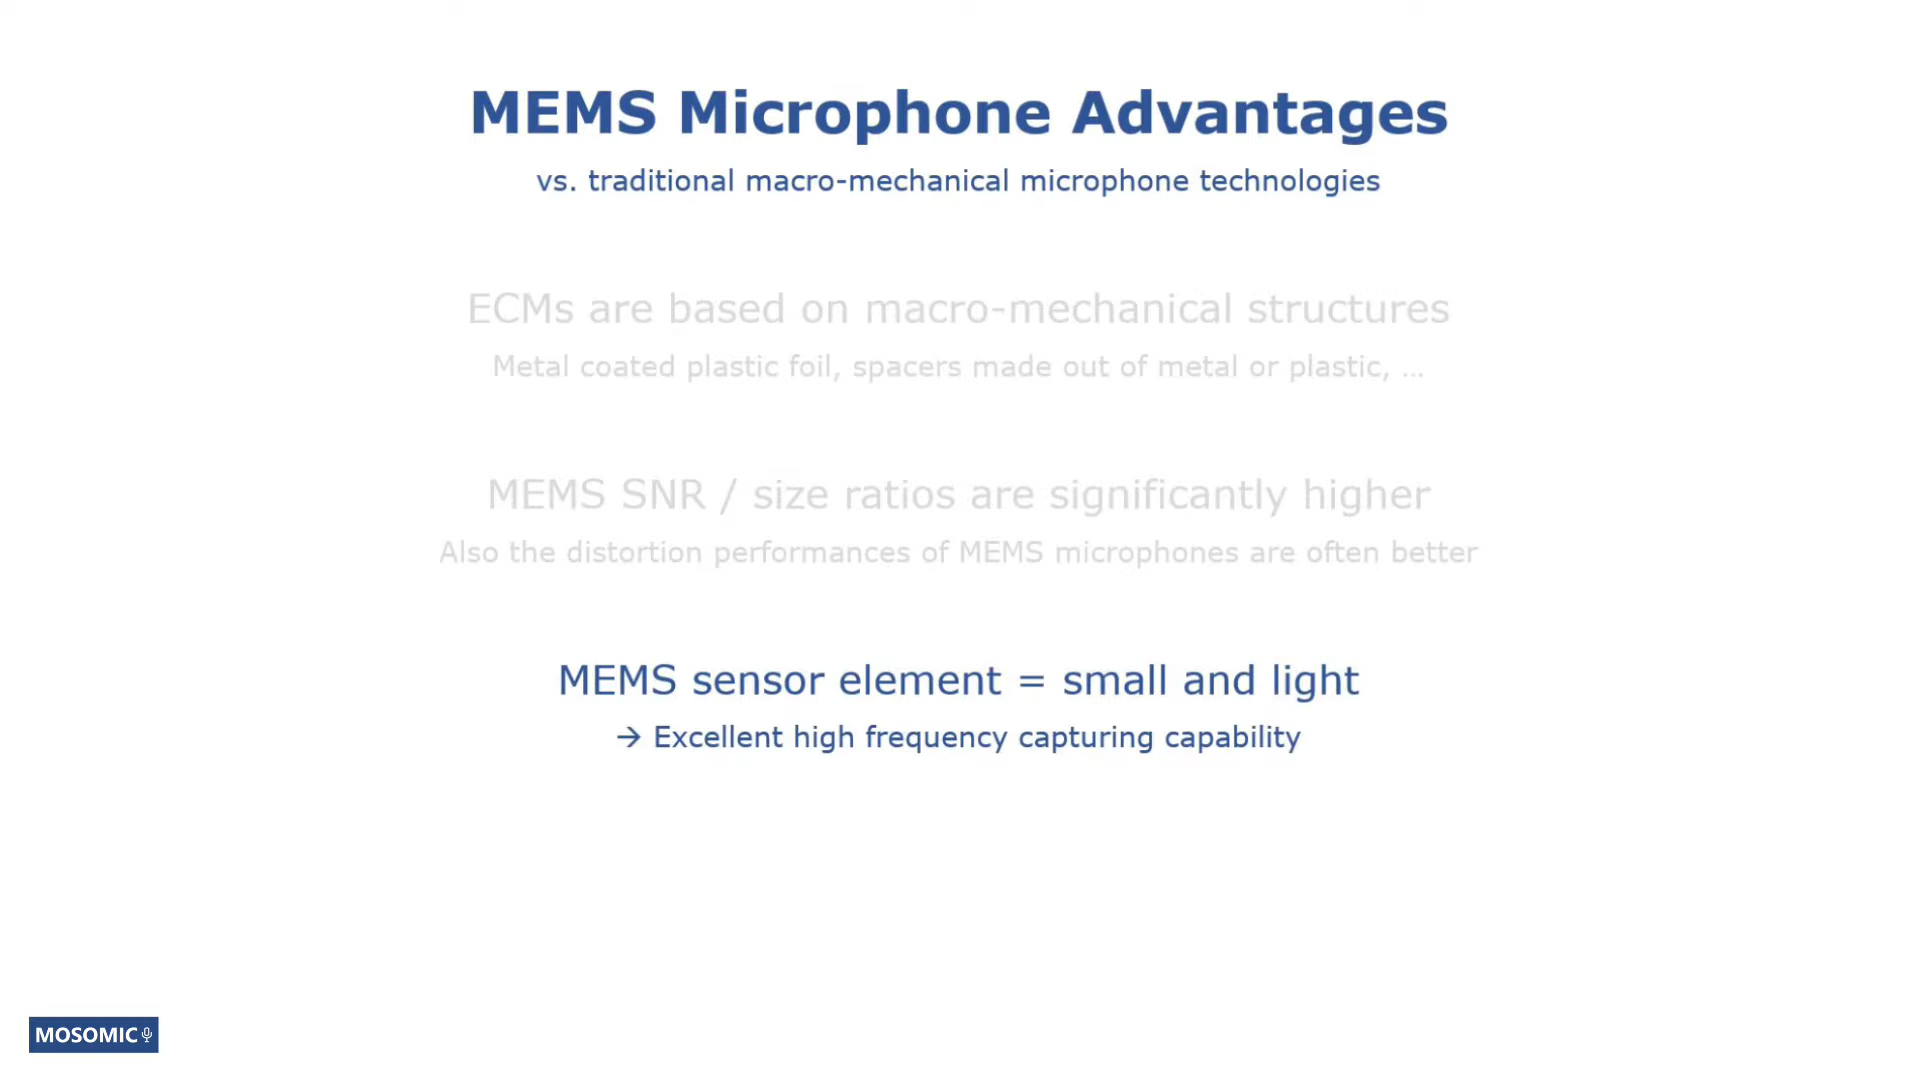 MEMS Microphone Advantages
vs. traditional macro-mechanical microphone technologies
ECMs are based on macro-mechanical structures
Metal coated plastic foil, spacers made out of metal or plastic, ...
MEMS SNR / size ratios are significantly higher
Also the distortion performances of MEMS microphones are often better
MEMS sensor element = small and light
→ Excellent high frequency capturing capability
MOSOMIC